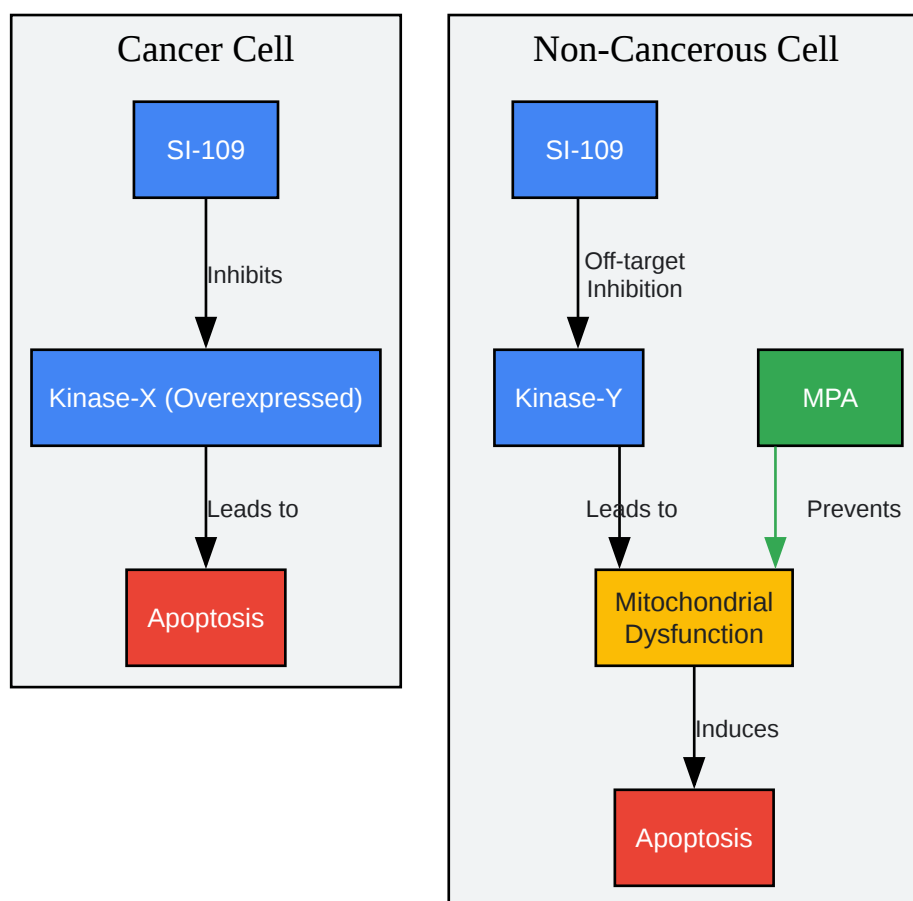 Cancer Cell
SI-109
Inhibits
Kinase-X (Overexpressed)
Leads to
Apoptosis
Non-Cancerous Cell
SI-109
Off-target
Inhibition
Kinase-Y
MPA
Leads to
Prevents
Mitochondrial
Dysfunction
Induces
Apoptosis